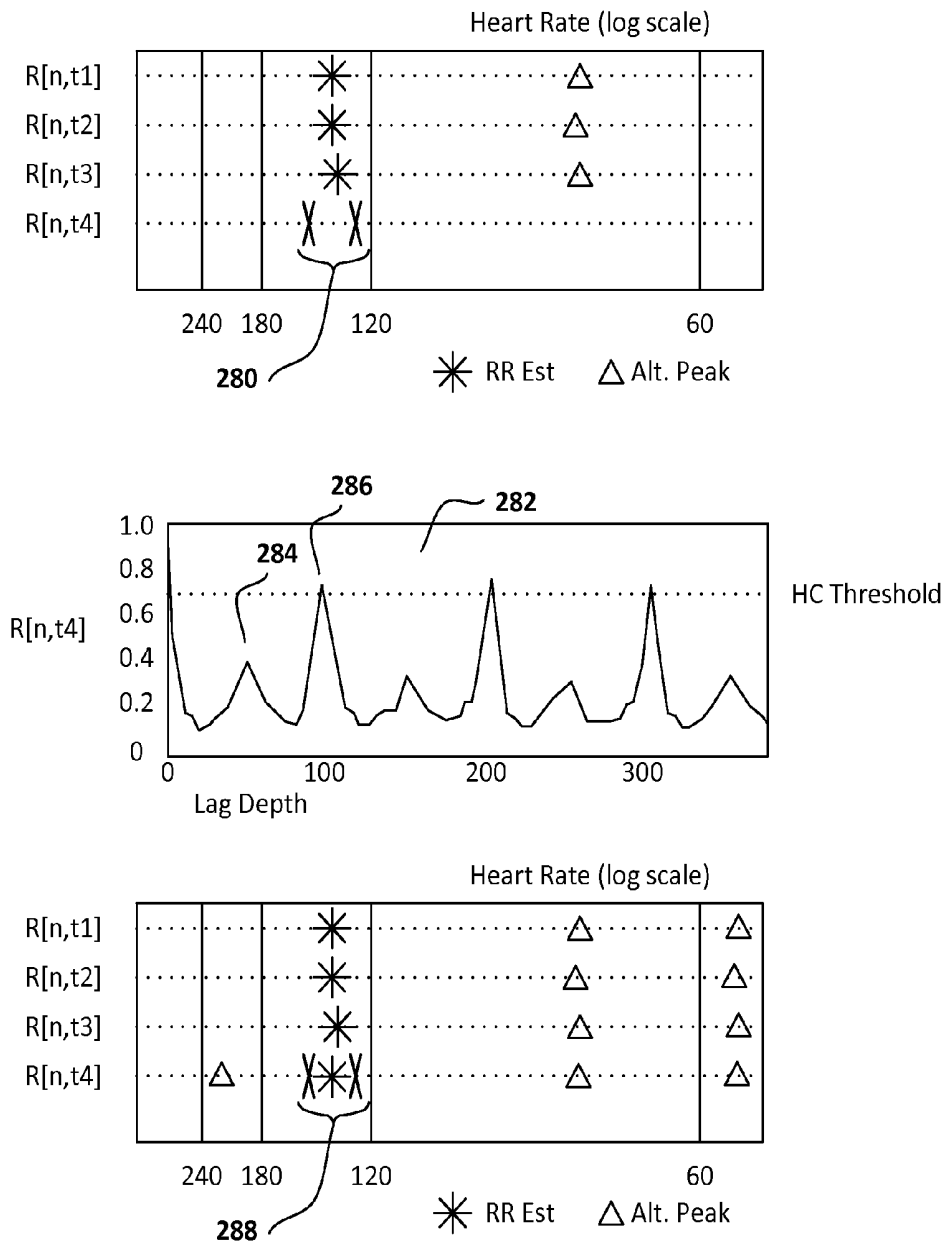 Heart Rate (log scale)
R[n,t1]
R[n,t2]
R[n,t3]
R[n,t4]
240 180 120 60
280
RR Est Alt. Peak
286
282
284
1.0
0.8
0.6
0.4
0.2
0
R[n,t4]
HC Threshold
0 100 200 300
Lag Depth
Heart Rate (log scale)
R[n,t1]
R[n,t2]
R[n,t3]
R[n,t4]
240 180 120 60
288
RR Est Alt. Peak